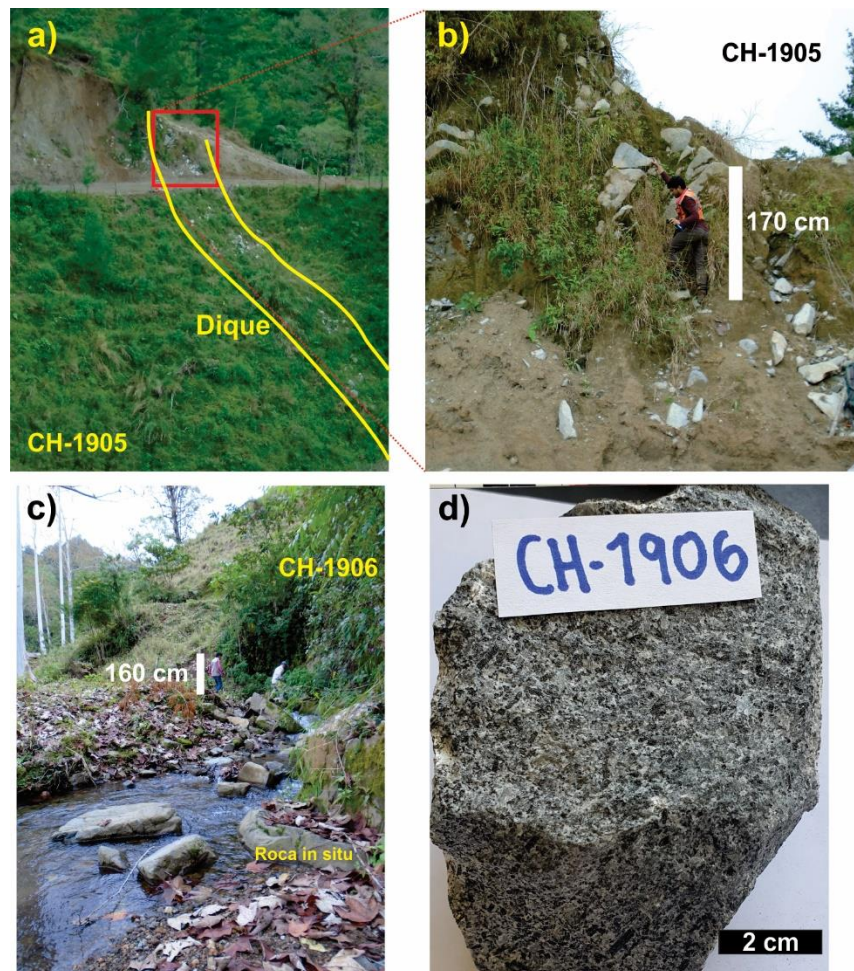 a)
Dique
CH-1905
b)
CH-1905
170 cm
c)
CH-1906
160 cm
Roca in situ
d)
CH-1906
2 cm